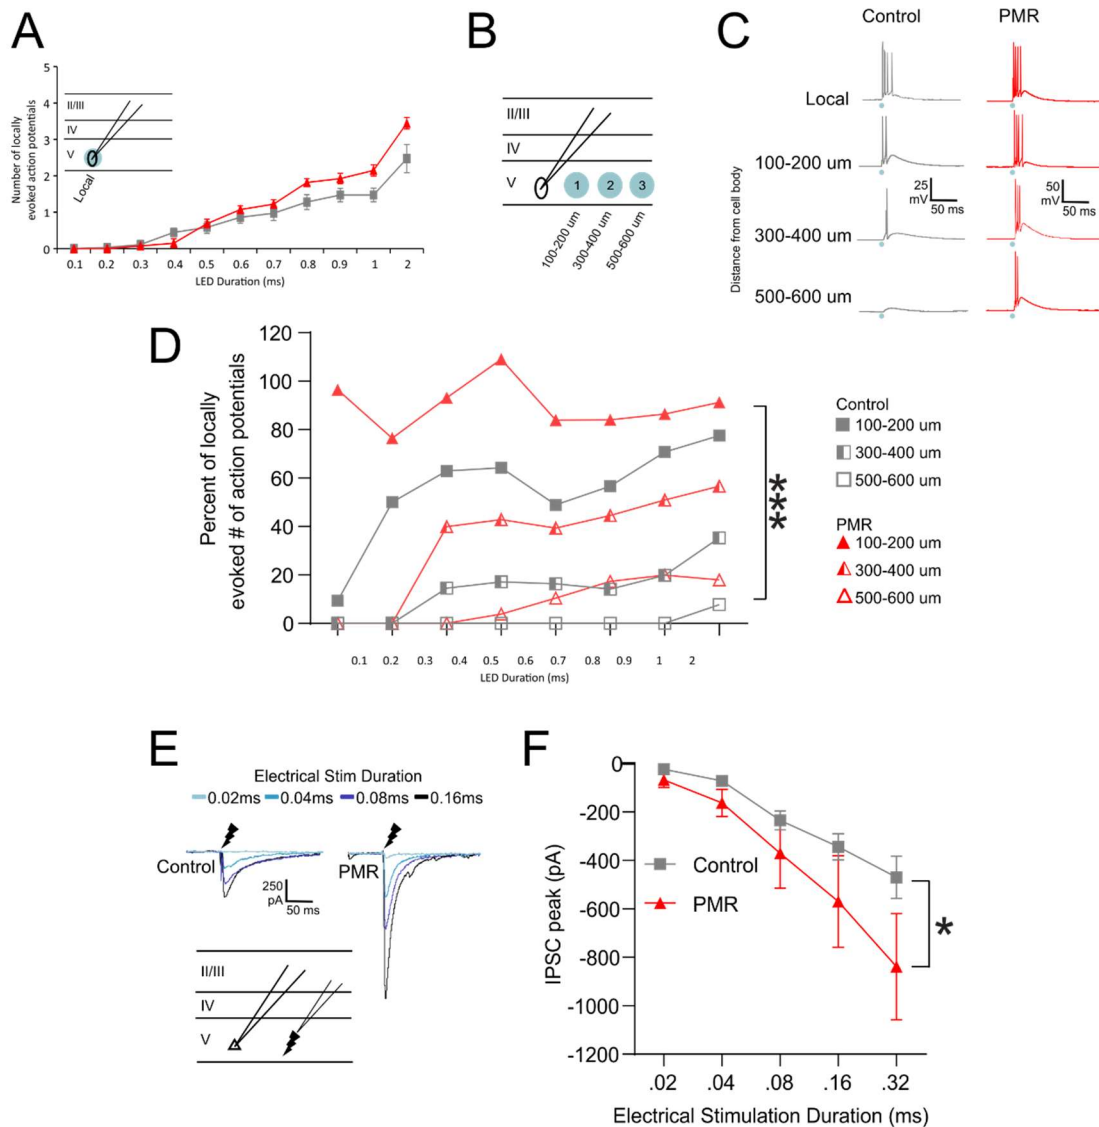 A
Number of locally
evoked action potentials
5
4
3
2
1
0
II/III
IV
V
Local
0.1 0.2 0.3 0.4 0.5 0.6 0.7 0.8 0.9 1 2
LED Duration (ms)
B
II/III
IV
V
1 2 3
100-200 um
300-400 um
500-600 um
C
Control PMR
Distance from cell body
Local
100-200 um
300-400 um
500-600 um
25
mV
50 ms
50
mV
50 ms
D
Percent of locally
evoked # of action potentials
120
100
80
60
40
20
0
0.1 0.2 0.3 0.4 0.5 0.6 0.7 0.8 0.9 1 2
LED Duration (ms)
***
Control
100-200 um
300-400 um
500-600 um
PMR
100-200 um
300-400 um
500-600 um
E
Electrical Stim Duration
0.02ms 0.04ms 0.08ms 0.16ms
Control
PMR
250
pA
50 ms
II/III
IV
V
F
IPSC peak (pA)
0
-200
-400
-600
-800
-1000
-1200
Control
PMR
*
.02 .04 .08 .16 .32
Electrical Stimulation Duration (ms)